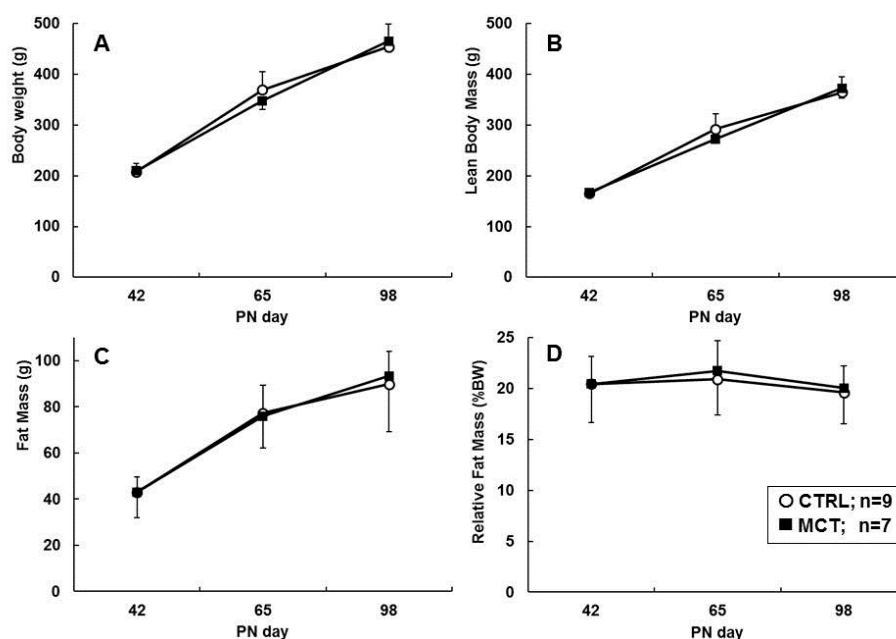 A
Body weight (g)
500
400
300
200
100
0
42 65 98
PN day
B
Lean Body Mass (g)
500
400
300
200
100
0
42 65 98
PN day
C
Fat Mass (g)
100
80
60
40
20
0
42 65 98
PN day
D
Relative Fat Mass (%BW)
25
20
15
10
5
0
42 65 98
PN day
CTRL; n=9
MCT; n=7